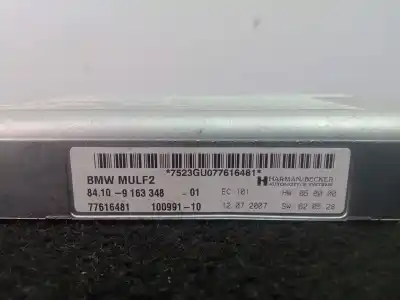 *7523GU077616481*
BMW MULF2
HARMAN/BECKER
AUTOMOTIVE SYSTEMS
84.10-9 163 348 -01 EC 101 HW 05 00 00
77616481 100991-10 12.07.2007 SW 62 05 20